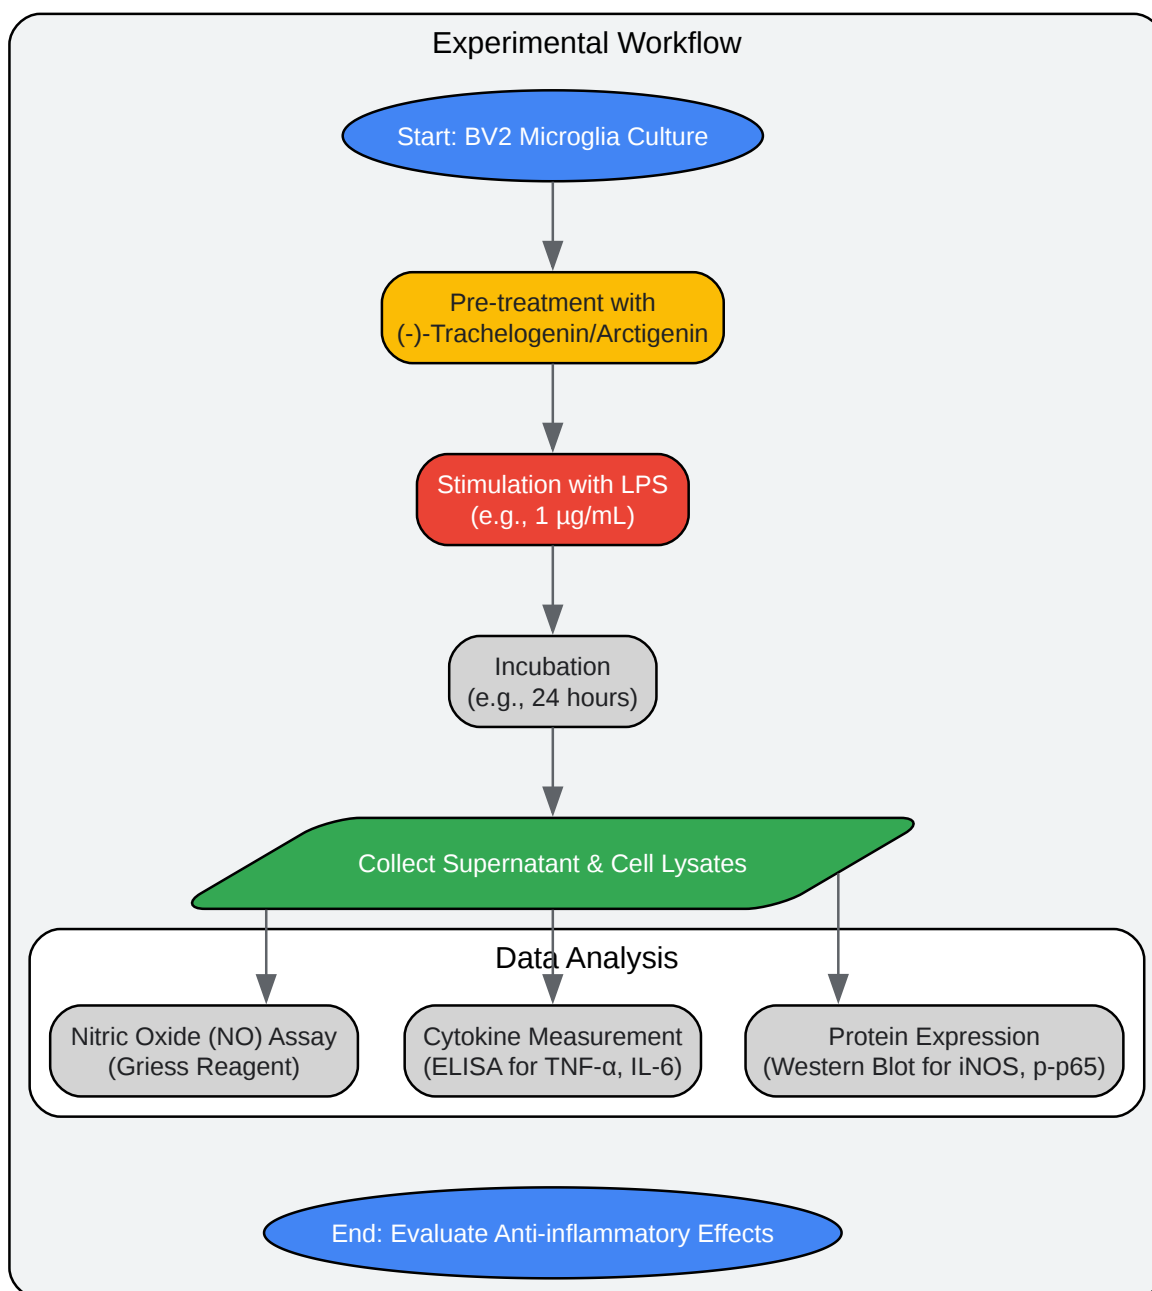 Experimental Workflow
Start: BV2 Microglia Culture
Pre-treatment with
(-)-Trachelogenin/Arctigenin
Stimulation with LPS
(e.g., 1 µg/mL)
Incubation
(e.g., 24 hours)
Collect Supernatant & Cell Lysates
Data Analysis
Nitric Oxide (NO) Assay
(Griess Reagent)
Cytokine Measurement
(ELISA for TNF-α, IL-6)
Protein Expression
(Western Blot for iNOS, p-p65)
End: Evaluate Anti-inflammatory Effects